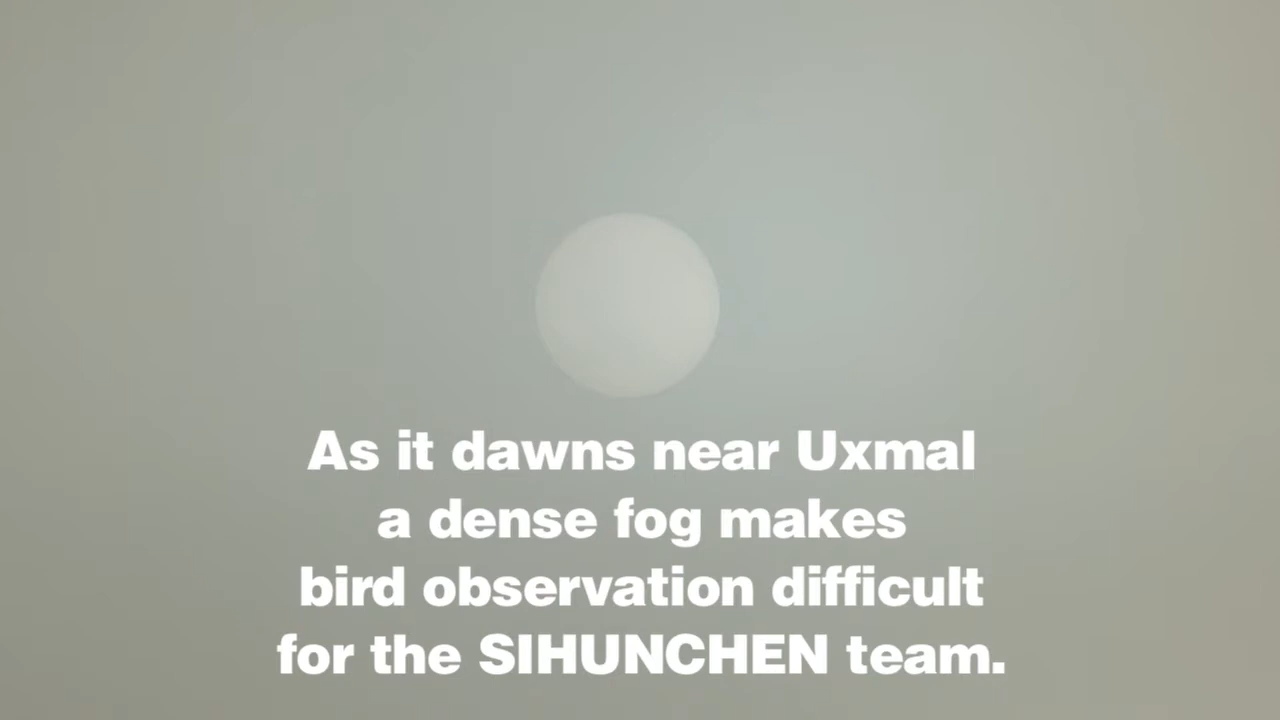 As it dawns near Uxmal
a dense fog makes
bird observation difficult
for the SIHUNCHEN team.